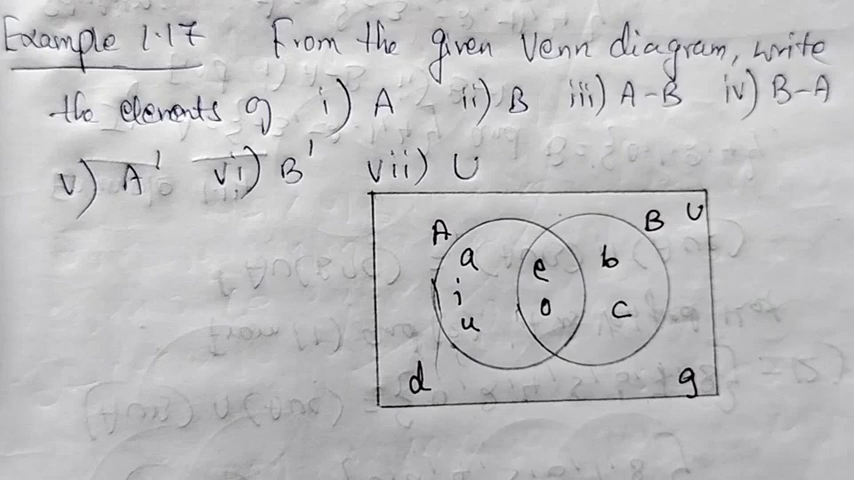 Example 1.17 From the given Venn diagram, write
the elements of i) A ii) B iii) A-B iv) B-A
v) A' vi) B' vii) U
A B U
a e b
i
u o c
d g